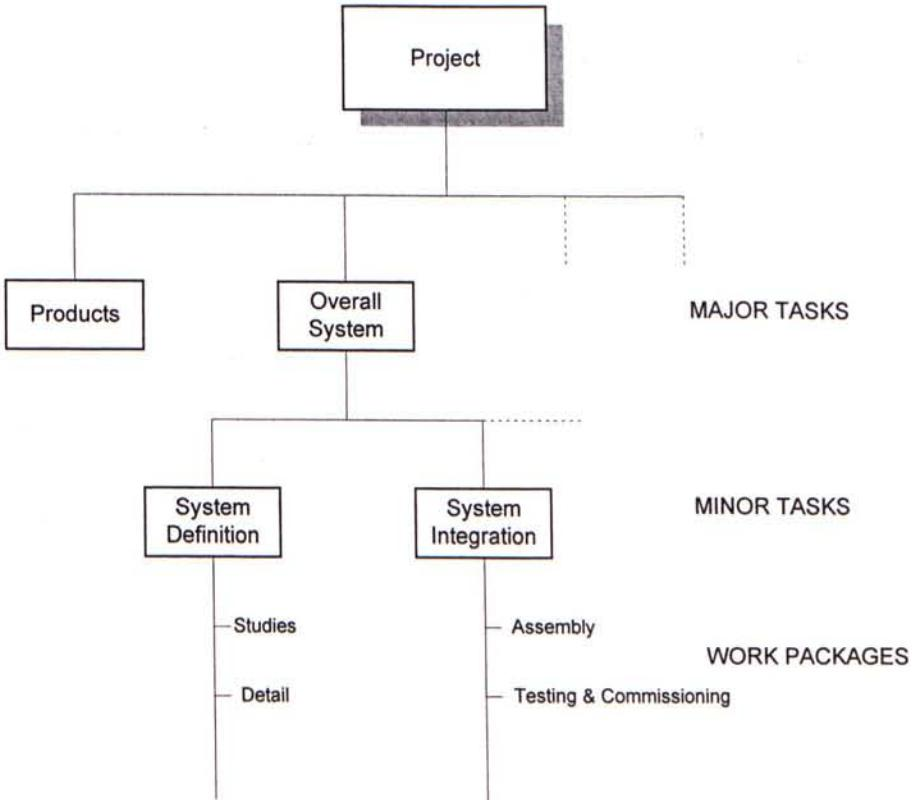 Project
Products
Overall
System
MAJOR TASKS
System
Definition
System
Integration
MINOR TASKS
Studies
Assembly
WORK PACKAGES
Detail
Testing & Commissioning